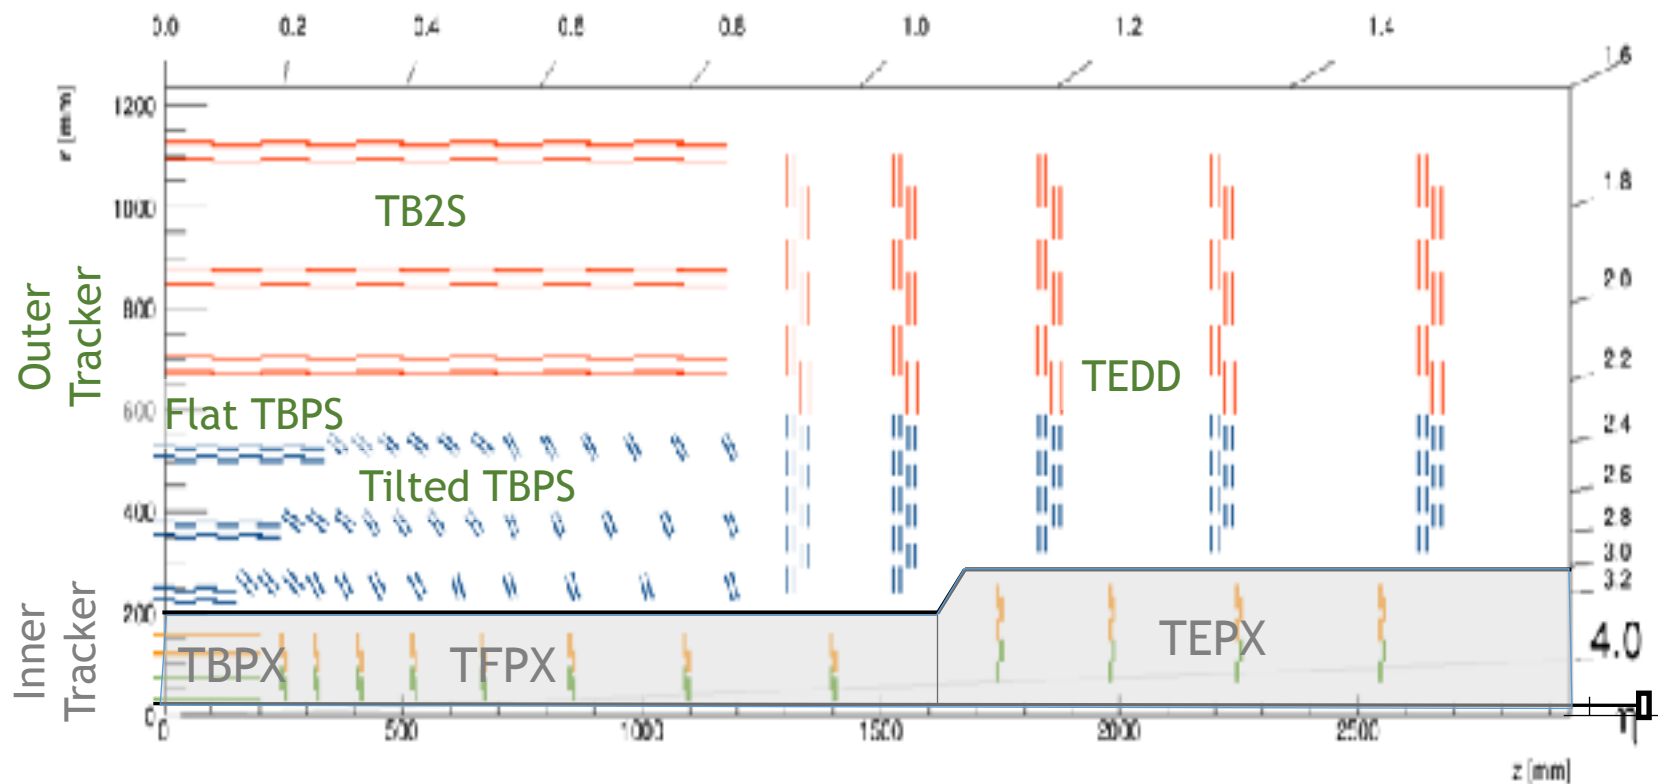 0.0 0.2 0.4 0.6 0.8 1.0 1.2 1.4 1.6
r [mm]
1200
1000
800
600
400
200
0
TB2S
Outer
Tracker
Flat TBPS
Tilted TBPS
TEDD
1.8
2.0
2.2
2.4
2.6
2.8
3.0
3.2
4.0
Inner
Tracker
TBPX
TFPX
TEPX
0 500 1000 1500 2000 2500
η
z [mm]